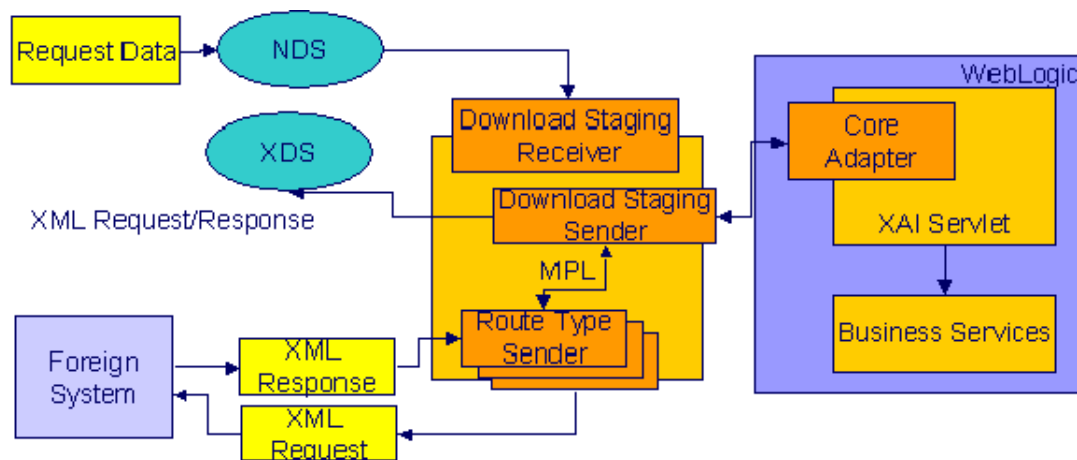 Request Data
NDS
WebLogic
Download Staging
Receiver
Core
Adapter
XDS
XML Request/Response
Download Staging
Sender
XAI Servlet
MPL
Route Type
Sender
Business Services
Foreign
System
XML
Response
XML
Request